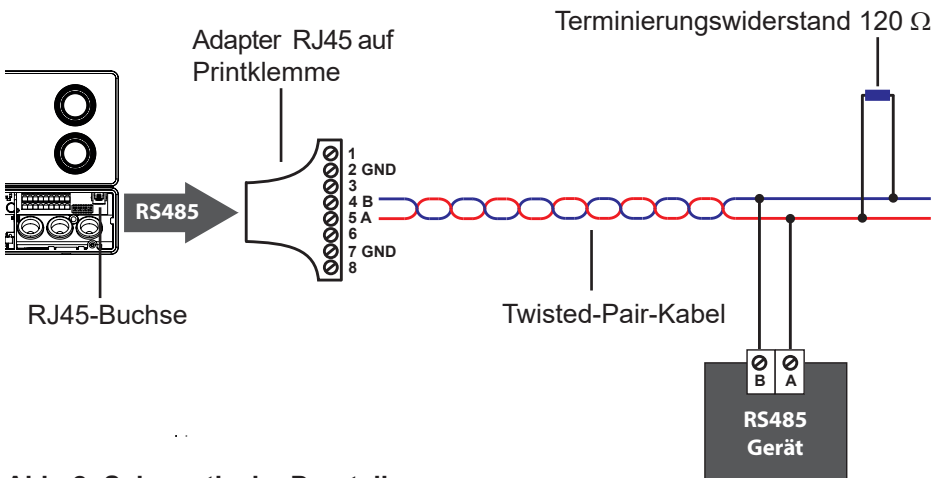 Terminierungswiderstand 120 Ω
Adapter RJ45 auf
Printklemme
1
2 GND
3
4 B
5 A
6
7 GND
8
RS485
RJ45-Buchse
Twisted-Pair-Kabel
B A
RS485
Gerät